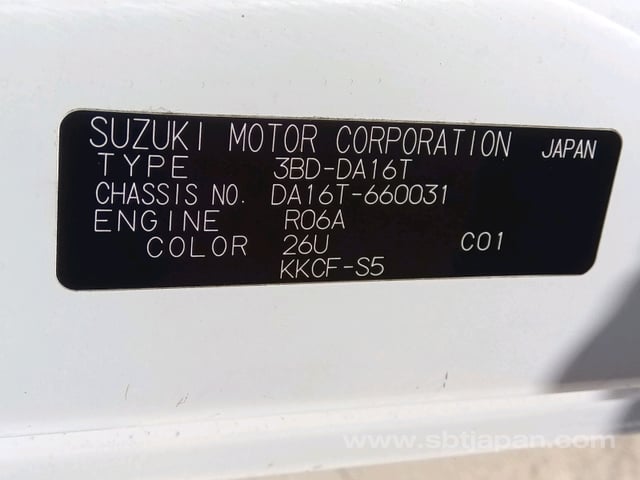 SUZUKI MOTOR CORPORATION JAPAN
TYPE 3BD-DA16T
CHASSIS NO. DA16T-660031
ENGINE R06A
COLOR 26U C01
KKCF-S5
www.sbtjapan.com